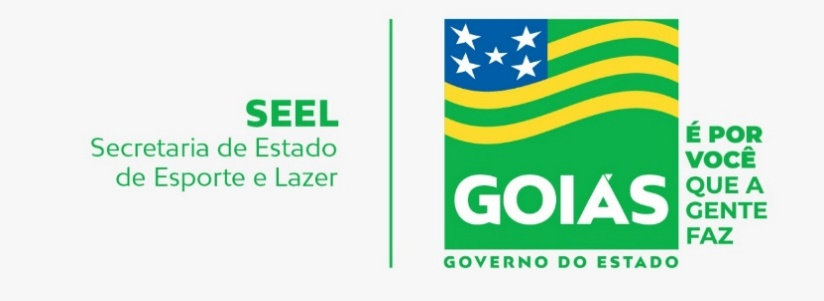 SEEL
Secretaria de Estado
de Esporte e Lazer
GOIÁS
GOVERNO DO ESTADO
É POR
VOCÊ
QUE A
GENTE
FAZ